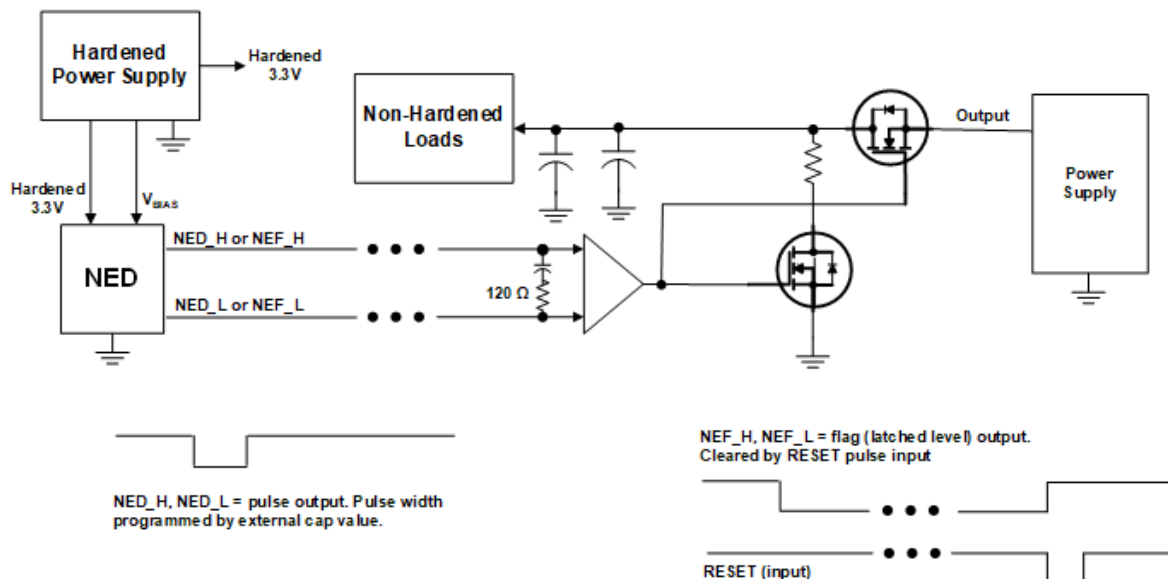 Hardened
Power Supply
Hardened
3.3V
Non-Hardened
Loads
Output
Power
Supply
Hardened
3.3V
VBIAS
NED
NED_H or NEF_H
NED_L or NEF_L
120 Ω
NED_H, NED_L = pulse output. Pulse width
programmed by external cap value.
NEF_H, NEF_L = flag (latched level) output.
Cleared by RESET pulse input
RESET (input)